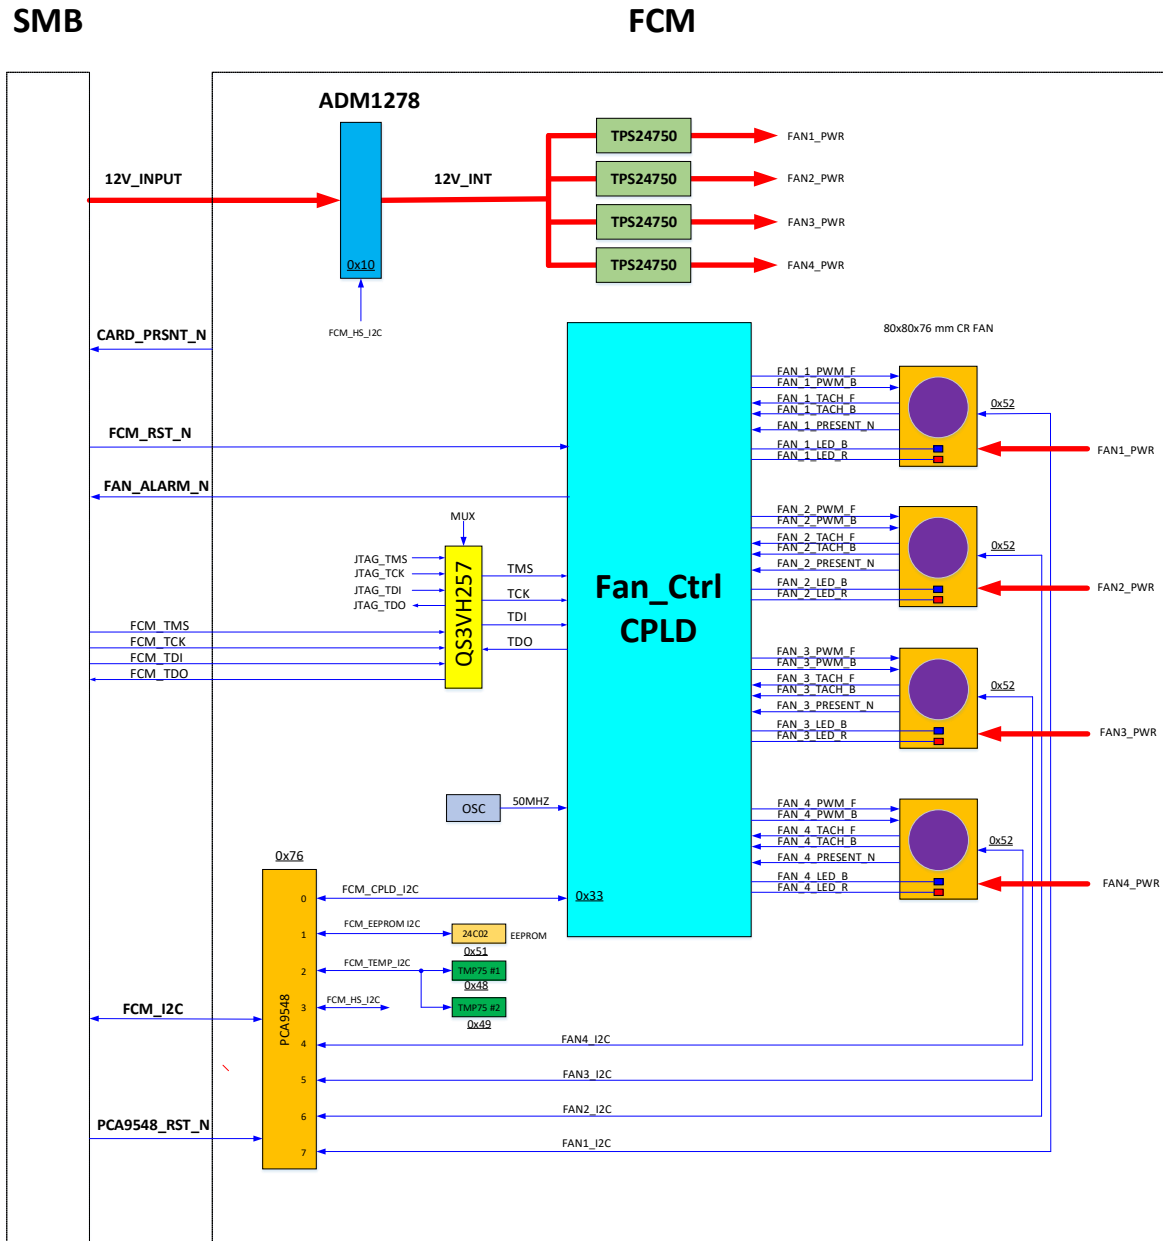 SMB
FCM
ADM1278
12V_INPUT
0x10
FCM_HS_I2C
12V_INT
TPS24750
FAN1_PWR
TPS24750
FAN2_PWR
TPS24750
FAN3_PWR
TPS24750
FAN4_PWR
CARD_PRSNT_N
FCM_RST_N
FAN_ALARM_N
MUX
JTAG_TMS
JTAG_TCK
JTAG_TDI
JTAG_TDO
FCM_TMS
FCM_TCK
FCM_TDI
FCM_TDO
QS3VH257
TMS
TCK
TDI
TDO
Fan_Ctrl
CPLD
80x80x76 mm CR FAN
FAN_1_PWM_F
FAN_1_PWM_B
FAN_1_TACH_F
FAN_1_TACH_B
FAN_1_PRESENT_N
FAN_1_LED_B
FAN_1_LED_R
0x52
FAN1_PWR
FAN_2_PWM_F
FAN_2_PWM_B
FAN_2_TACH_F
FAN_2_TACH_B
FAN_2_PRESENT_N
FAN_2_LED_B
FAN_2_LED_R
0x52
FAN2_PWR
FAN_3_PWM_F
FAN_3_PWM_B
FAN_3_TACH_F
FAN_3_TACH_B
FAN_3_PRESENT_N
FAN_3_LED_B
FAN_3_LED_R
0x52
FAN3_PWR
FAN_4_PWM_F
FAN_4_PWM_B
FAN_4_TACH_F
FAN_4_TACH_B
FAN_4_PRESENT_N
FAN_4_LED_B
FAN_4_LED_R
0x52
FAN4_PWR
OSC
50MHZ
0x33
0x76
PCA9548
FCM_I2C
PCA9548_RST_N
0
FCM_CPLD_I2C
1
FCM_EEPROM I2C
24C02
EEPROM
0x51
2
FCM_TEMP_I2C
TMP75 #1
0x48
3
FCM_HS_I2C
TMP75 #2
0x49
4
FAN4_I2C
5
FAN3_I2C
6
FAN2_I2C
7
FAN1_I2C